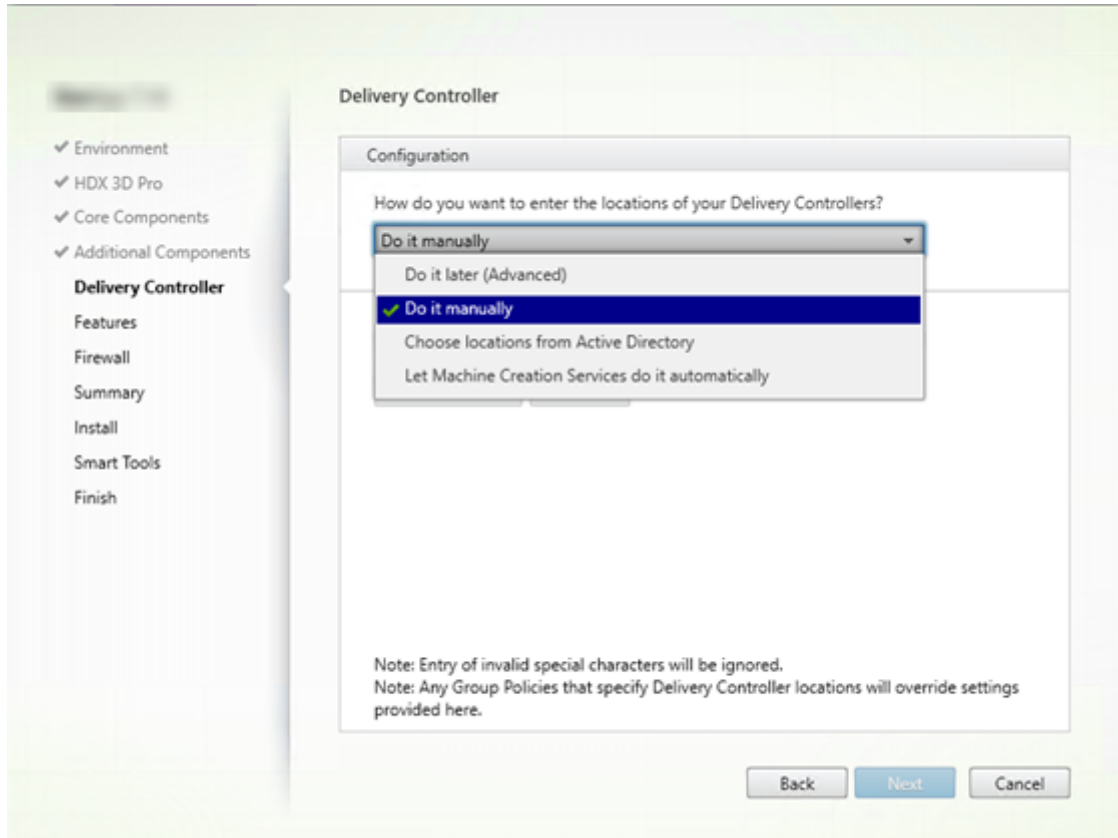 Delivery Controller
Environment
HDX 3D Pro
Core Components
Additional Components
Delivery Controller
Features
Firewall
Summary
Install
Smart Tools
Finish
Configuration
How do you want to enter the locations of your Delivery Controllers?
Do it manually
Do it later (Advanced)
Do it manually
Choose locations from Active Directory
Let Machine Creation Services do it automatically
Note: Entry of invalid special characters will be ignored.
Note: Any Group Policies that specify Delivery Controller locations will override settings
provided here.
Back
Next
Cancel